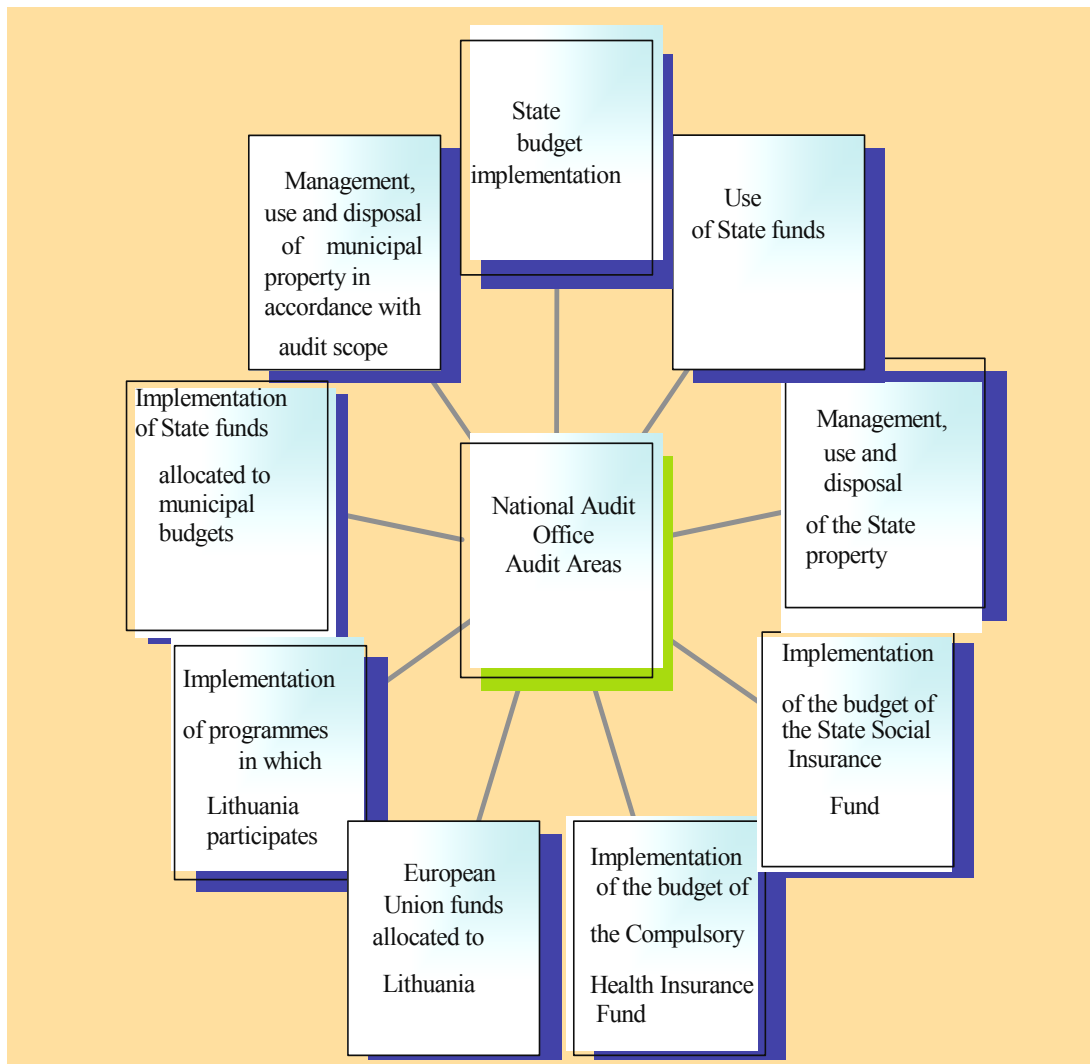 State
budget
implementation
Use
of State funds
Management,
use and disposal
of the State
property
Implementation
of the budget of
the State Social
Insurance
Fund
Implementation
of the budget of
the Compulsory
Health Insurance
Fund
European
Union funds
allocated to
Lithuania
Implementation
of programmes
in which
Lithuania
participates
Implementation
of State funds
allocated to
municipal
budgets
Management,
use and disposal
of municipal
property in
accordance with
audit scope
National Audit
Office
Audit Areas